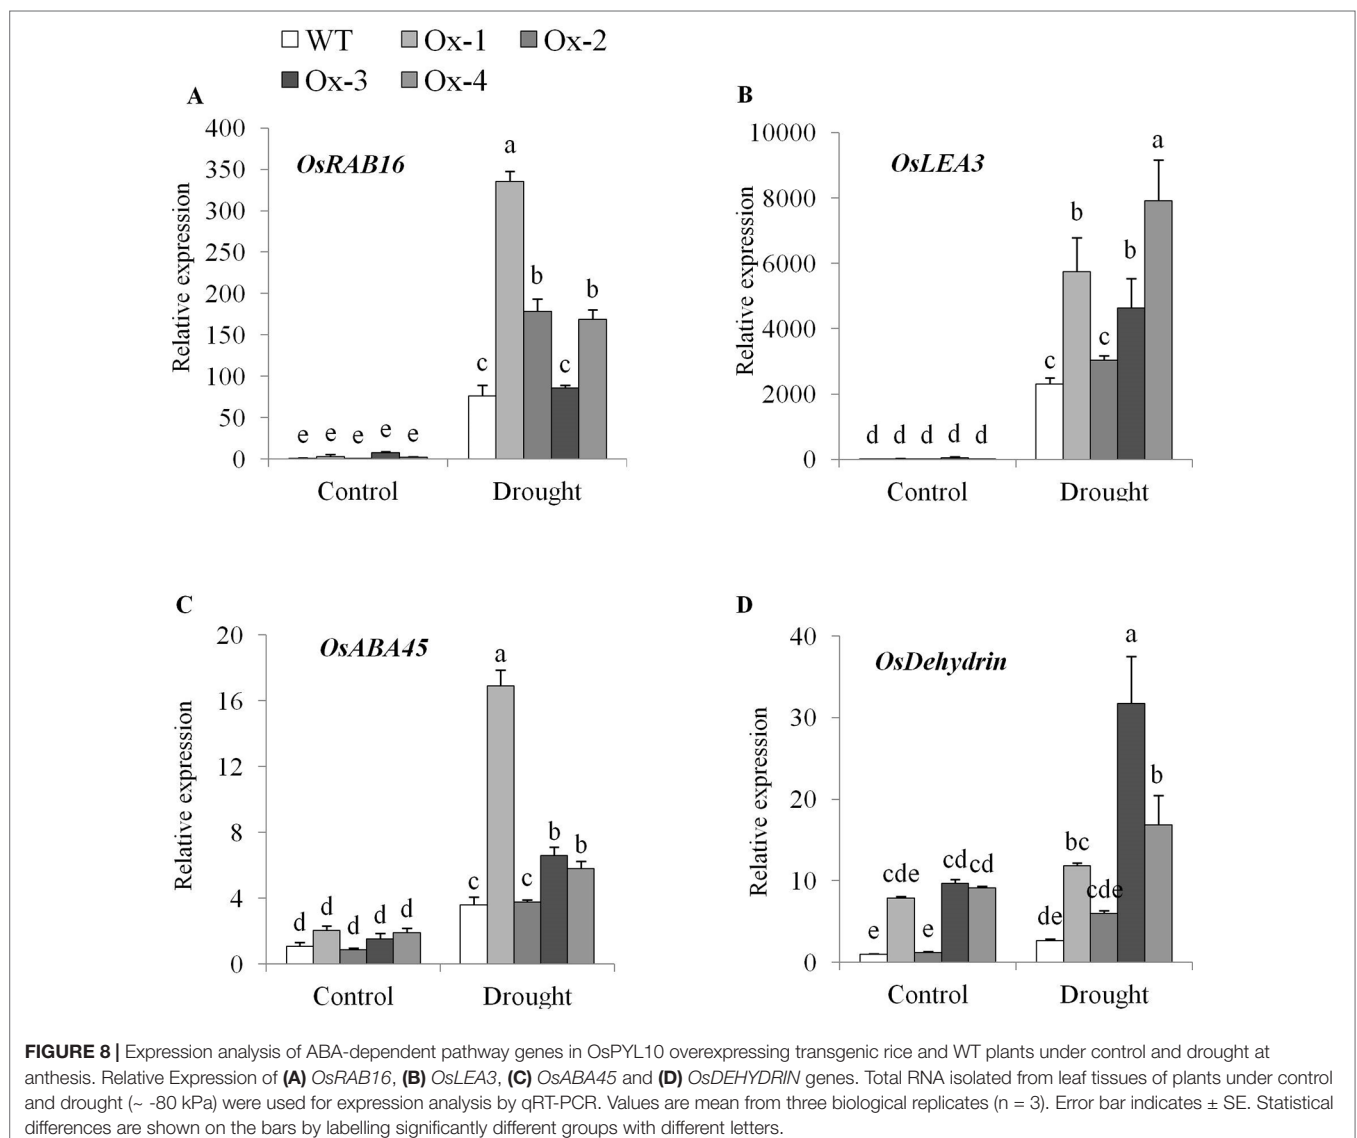 WT Ox-1 Ox-2
Ox-3 Ox-4
A
OsRAB16
Relative expression
400
350
300
250
200
150
100
50
0
e e e e e
c a b c b
Control Drought
B
OsLEA3
Relative expression
10000
8000
6000
4000
2000
0
d d d d d
c b c b a
Control Drought
C
OsABA45
Relative expression
20
16
12
8
4
0
d d d d d
c a c b b
Control Drought
D
OsDehydrin
Relative expression
40
30
20
10
0
e cde e cd cd
de bc cde a b
Control Drought
FIGURE 8 | Expression analysis of ABA-dependent pathway genes in OsPYL10 overexpressing transgenic rice and WT plants under control and drought at
anthesis. Relative Expression of (A) OsRAB16, (B) OsLEA3, (C) OsABA45 and (D) OsDEHYDRIN genes. Total RNA isolated from leaf tissues of plants under control
and drought (~ -80 kPa) were used for expression analysis by qRT-PCR. Values are mean from three biological replicates (n = 3). Error bar indicates ± SE. Statistical
differences are shown on the bars by labelling significantly different groups with different letters.